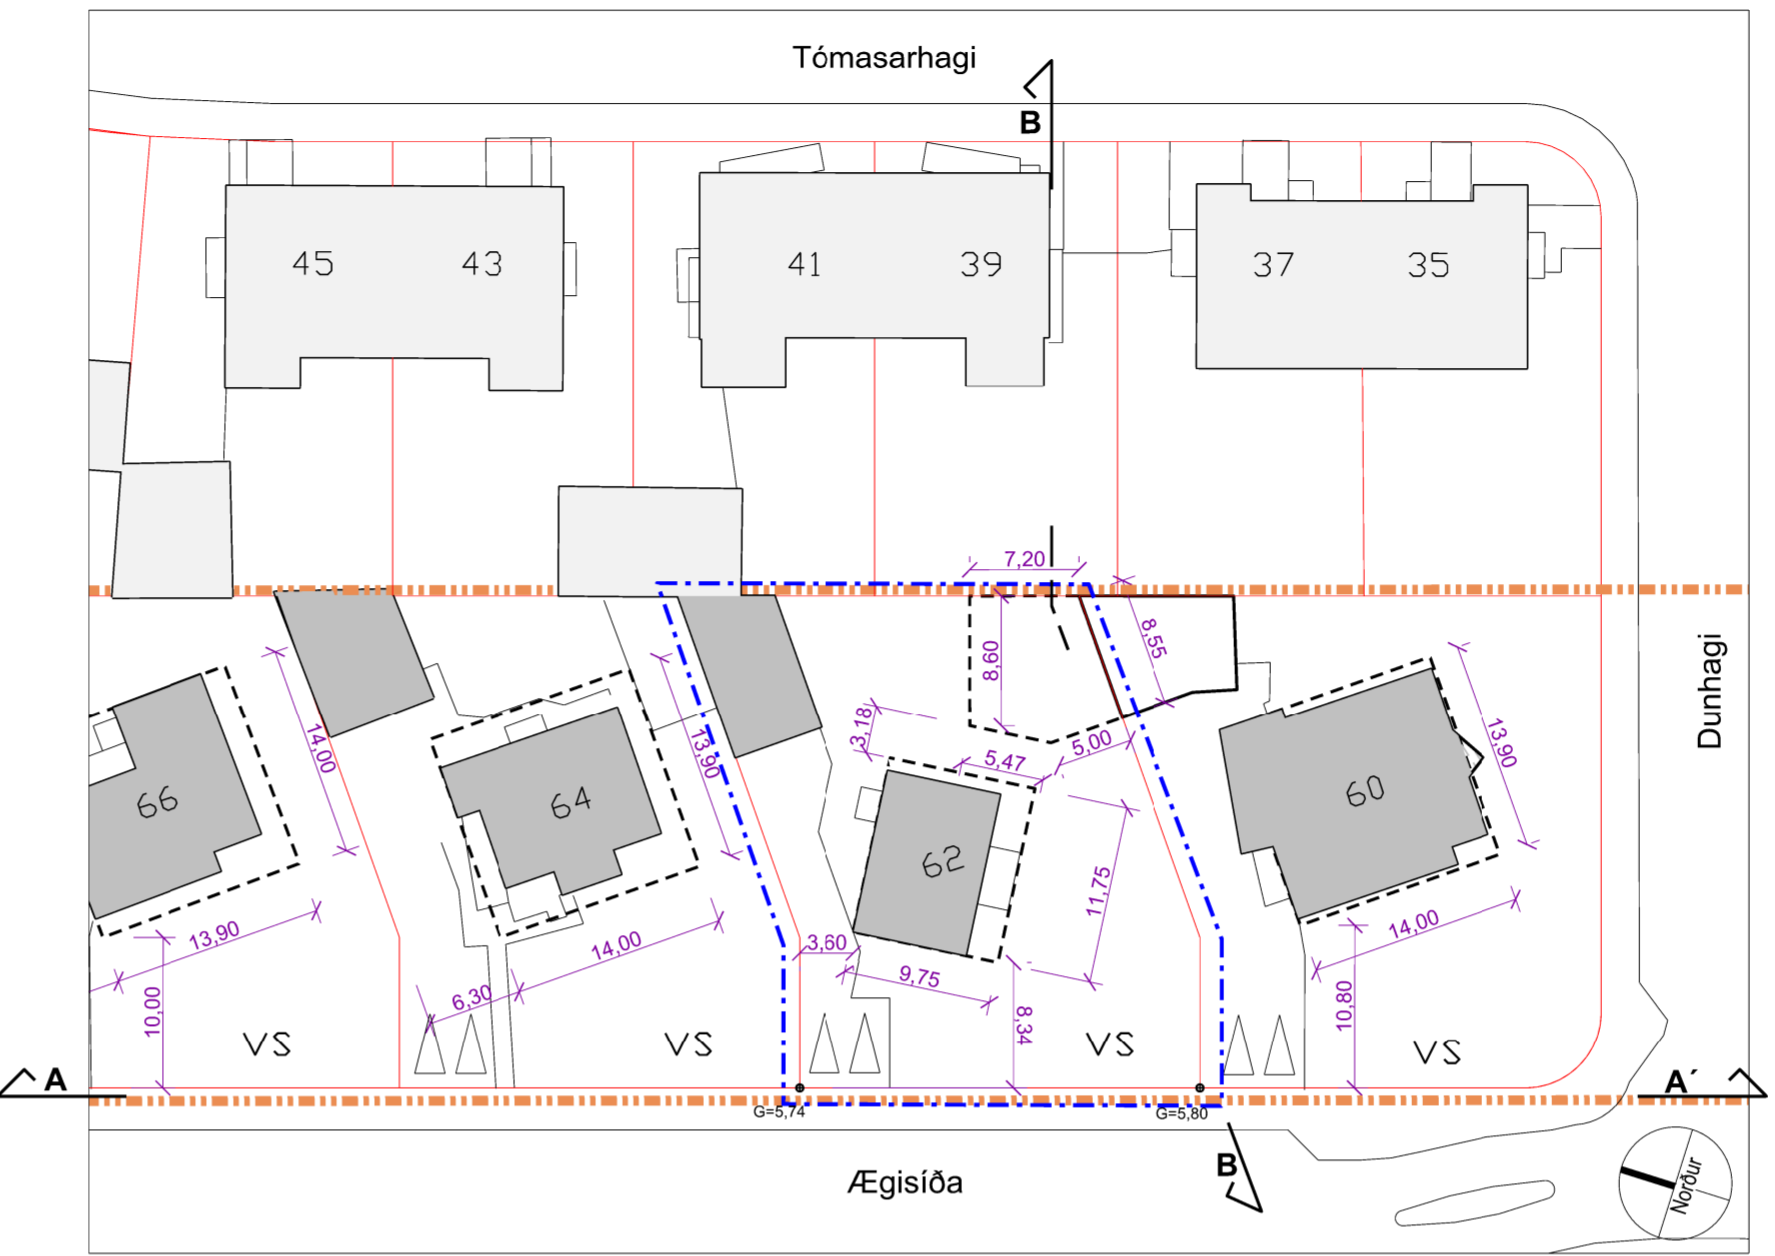 Tómasarhagi
B
45
43
41
39
37
35
7,20
8,55
8,60
Dunhagi
3,18
5,00
5,47
14,00
13,90
13,90
66
64
62
60
11,75
13,90
14,00
3,60
9,75
14,00
6,30
10,00
8,34
10,80
VS
VS
VS
VS
A
A´
G=5,74
G=5,80
B
Ægisíða
Norður